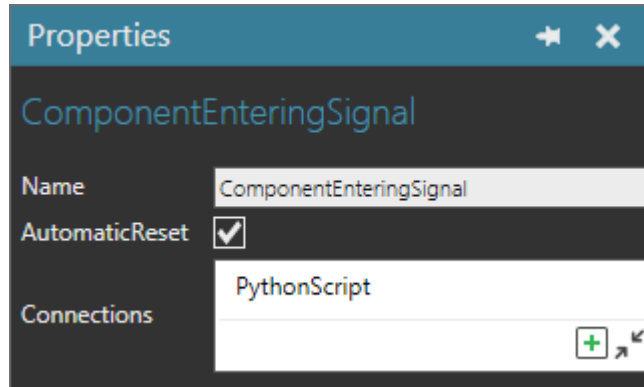 Properties
ComponentEnteringSignal
Name ComponentEnteringSignal
AutomaticReset
Connections PythonScript